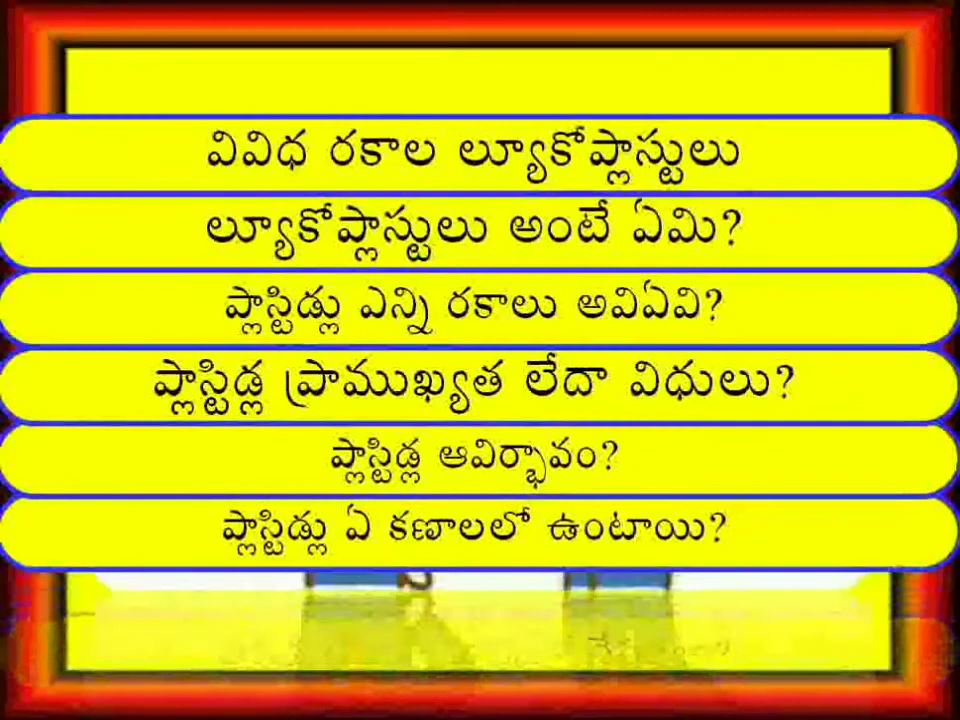 వివిధ రకాల ల్యూకోప్లాస్టులు
ల్యూకోప్లాస్టులు అంటే ఏమి?
ప్లాస్టిడ్లు ఎన్ని రకాలు అవిఏవి?
ప్లాస్టిడ్ల ప్రాముఖ్యత లేదా విధులు?
ప్లాస్టిడ్ల ఆవిర్భావం?
ప్లాస్టిడ్లు ఏ కణాలలో ఉంటాయి?